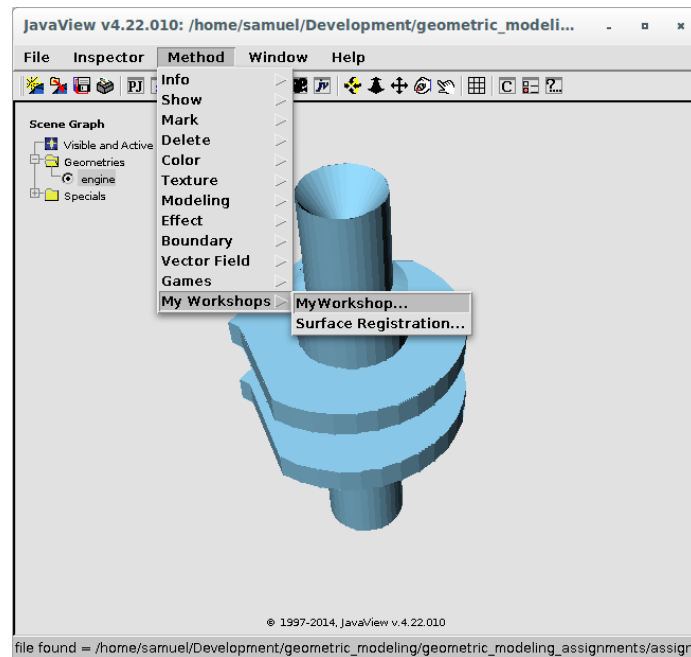 JavaView v4.22.010: /home/samuel/Development/geometric_modeli...
File Inspector Method Window Help
PJ jv C ?...
Scene Graph
Visible and Active
Geometries
engine
Specials
Info
Show
Mark
Delete
Color
Texture
Modeling
Effect
Boundary
Vector Field
Games
My Workshops
MyWorkshop...
Surface Registration...
© 1997-2014, JavaView v.4.22.010
file found = /home/samuel/Development/geometric_modeling/geometric_modeling_assignments/assign